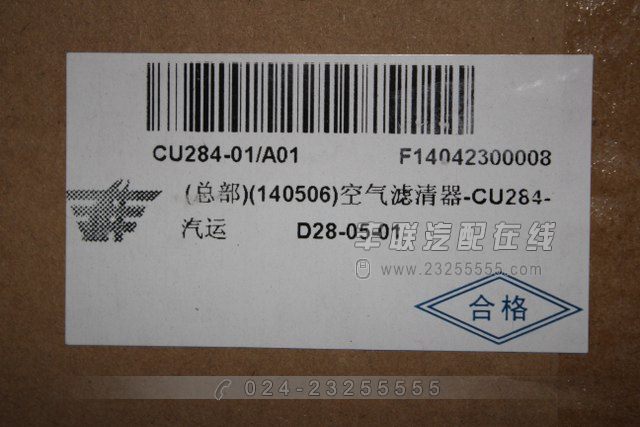 CU284-01/A01 F14042300008
(总部)(140506)空气滤清器-CU284-
汽运 D28-05-01
车联汽配在线
www.23255555.com
合格
024-23255555